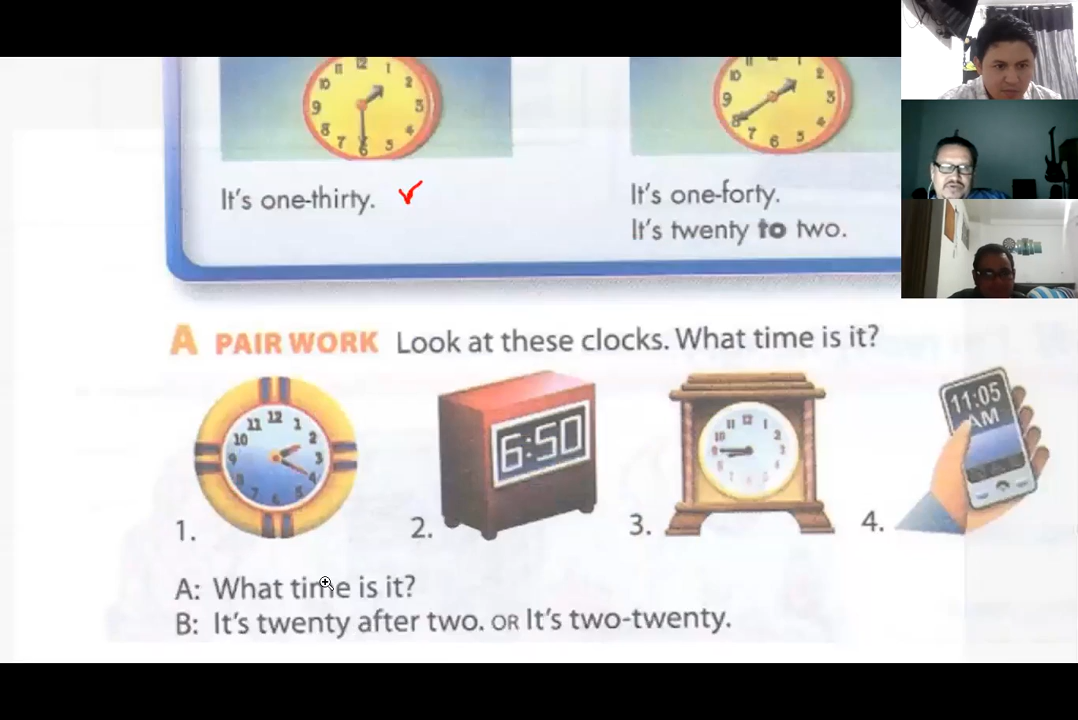 It's one-thirty.
It's one-forty.
It's twenty to two.
A PAIR WORK Look at these clocks. What time is it?
6:50
11:05
AM
1.
2.
3.
4.
A: What time is it?
B: It's twenty after two. OR It's two-twenty.